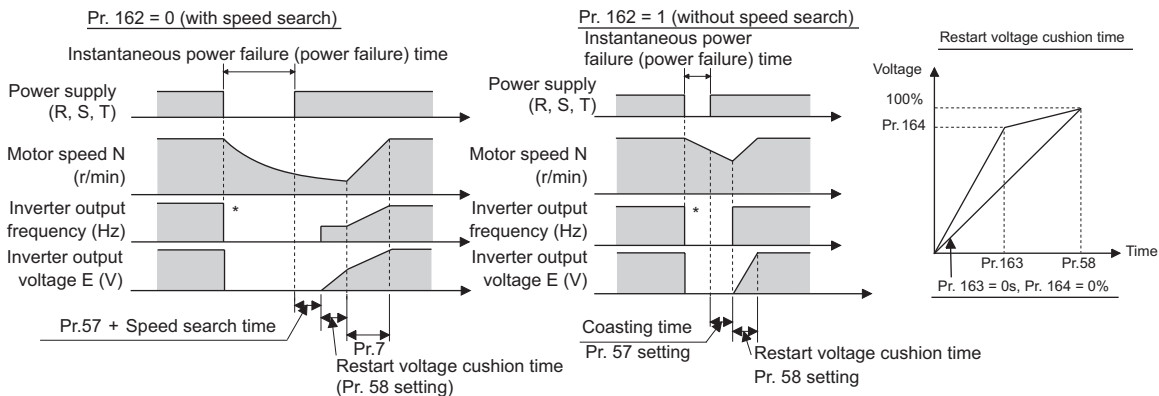 Pr. 162 = 0 (with speed search)
Instantaneous power failure (power failure) time
Power supply
(R, S, T)
Motor speed N
(r/min)
Inverter output
frequency (Hz)
*
Inverter output
voltage E (V)
Pr.57 + Speed search time
Pr.7
Restart voltage cushion time
(Pr. 58 setting)
Pr. 162 = 1 (without speed search)
Instantaneous power
failure (power failure) time
Power supply
(R, S, T)
Motor speed N
(r/min)
Inverter output
frequency (Hz)
*
Inverter output
voltage E (V)
Coasting time
Pr. 57 setting
Restart voltage cushion time
Pr. 58 setting
Restart voltage cushion time
Voltage
100%
Pr.164
Time
Pr.163
Pr.58
Pr. 163 = 0s, Pr. 164 = 0%